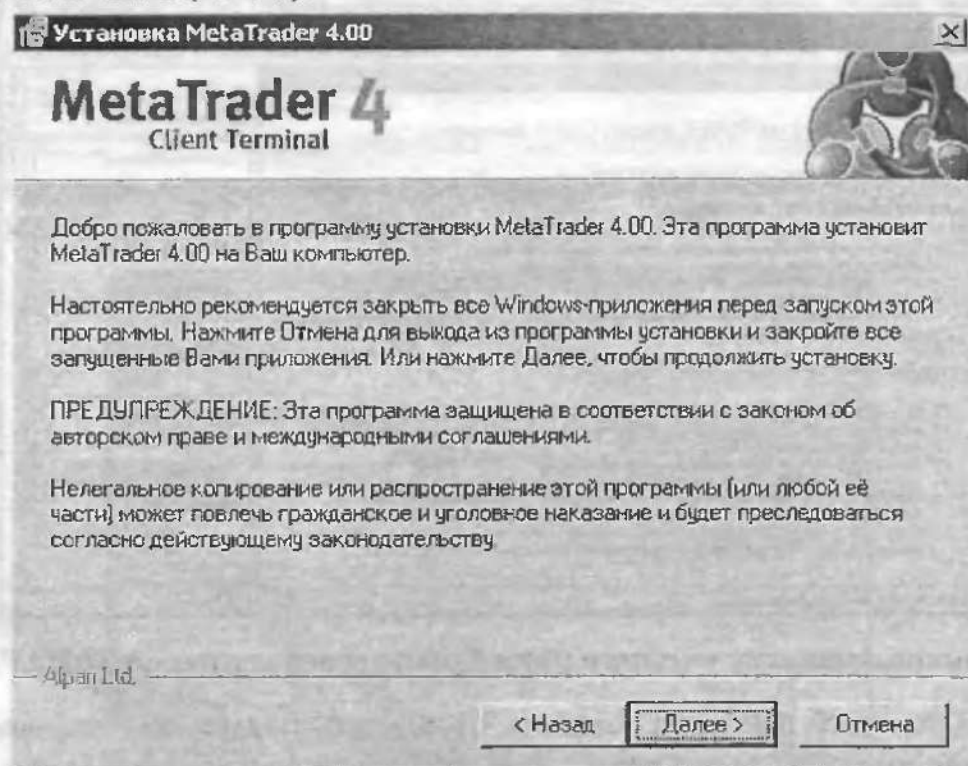 Установка MetaTrader 4.00
MetaTrader 4
Client Terminal
Добро пожаловать в программу установки MetaTrader 4.00. Эта программа установит
MetaTrader 4.00 на Ваш компьютер.
Настоятельно рекомендуется закрыть все Windows-приложения перед запуском этой
программы. Нажмите Отмена для выхода из программы установки и закройте все
запущенные Вами приложения. Или нажмите Далее, чтобы продолжить установку.
ПРЕДУПРЕЖДЕНИЕ: Эта программа защищена в соответствии с законом об
авторском праве и международными соглашениями.
Нелегальное копирование или распространение этой программы (или любой её
части) может повлечь гражданское и уголовное наказание и будет преследоваться
согласно действующему законодательству.
Alpari Ltd.
< Назад Далее > Отмена